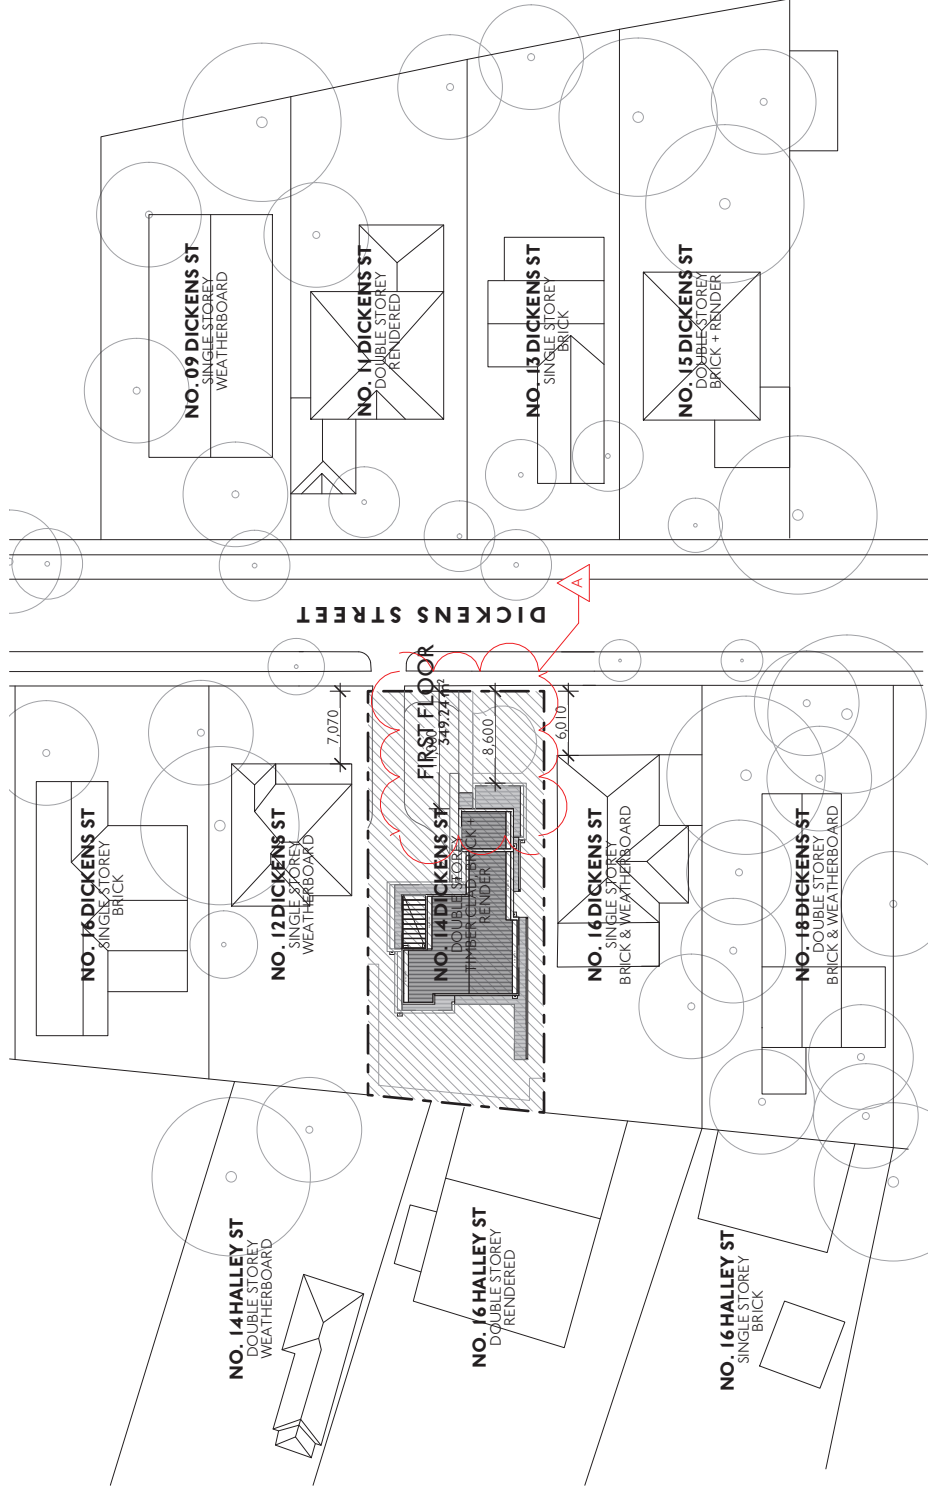 NO. 09 DICKENS ST
SINGLE STOREY
WEATHERBOARD
NO. 11 DICKENS ST
DOUBLE STOREY
RENDERED
NO. 13 DICKENS ST
SINGLE STOREY
BRICK
NO. 15 DICKENS ST
DOUBLE STOREY
BRICK + RENDER
DICKENS STREET
A
7,070
FIRST FLOOR
349.24 m²
8,600
6,010
NO. 16 DICKENS ST
SINGLE STOREY
BRICK
NO. 12 DICKENS ST
SINGLE STOREY
WEATHERBOARD
NO. 14 DICKENS ST
DOUBLE STOREY
TIMBER CLAD, BRICK +
RENDER
NO. 16 DICKENS ST
SINGLE STOREY
BRICK & WEATHERBOARD
NO. 18 DICKENS ST
DOUBLE STOREY
BRICK & WEATHERBOARD
NO. 14 HALLEY ST
DOUBLE STOREY
WEATHERBOARD
NO. 16 HALLEY ST
DOUBLE STOREY
RENDERED
NO. 16 HALLEY ST
SINGLE STOREY
BRICK